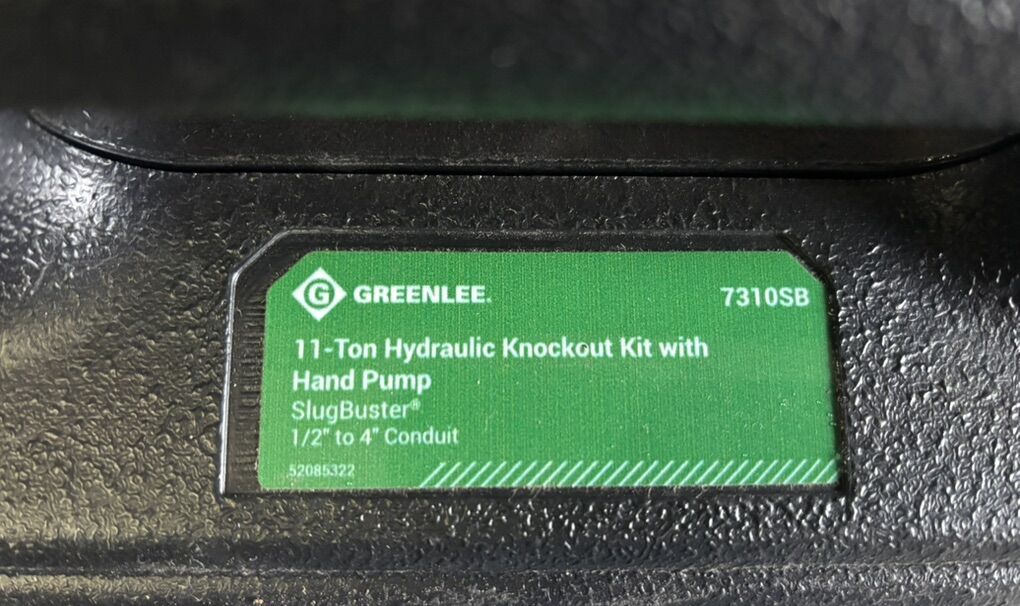 G GREENLEE.
7310SB
11-Ton Hydraulic Knockout Kit with
Hand Pump
SlugBuster®
1/2" to 4" Conduit
52085322